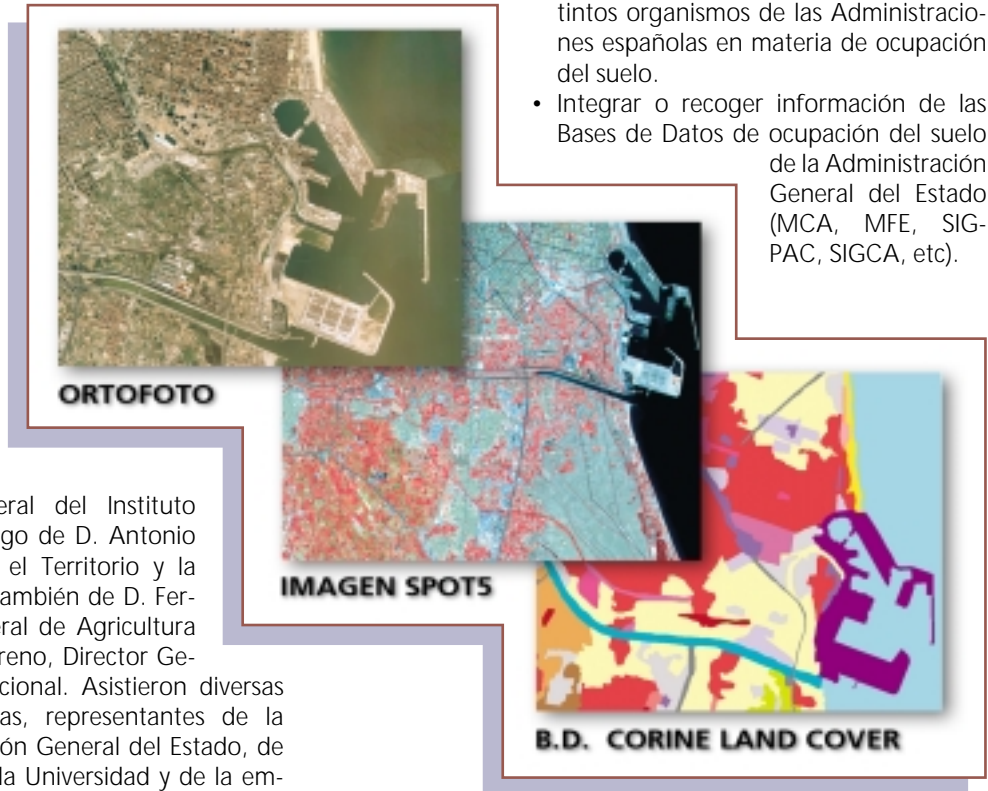 tintos organismos de las Administracio-
nes españolas en materia de ocupación
del suelo.
• Integrar o recoger información de las
Bases de Datos de ocupación del suelo
de la Administración
General del Estado
(MCA, MFE, SIG-
PAC, SIGCA, etc).
ORTOFOTO
IMAGEN SPOT5
B.D. CORINE LAND COVER
eral del Instituto
go de D. Antonio
el Territorio y la
ambién de D. Fer-
eral de Agricultura
reno, Director Ge-
cional. Asistieron diversas
as, representantes de la
ón General del Estado, de
la Universidad y de la em-